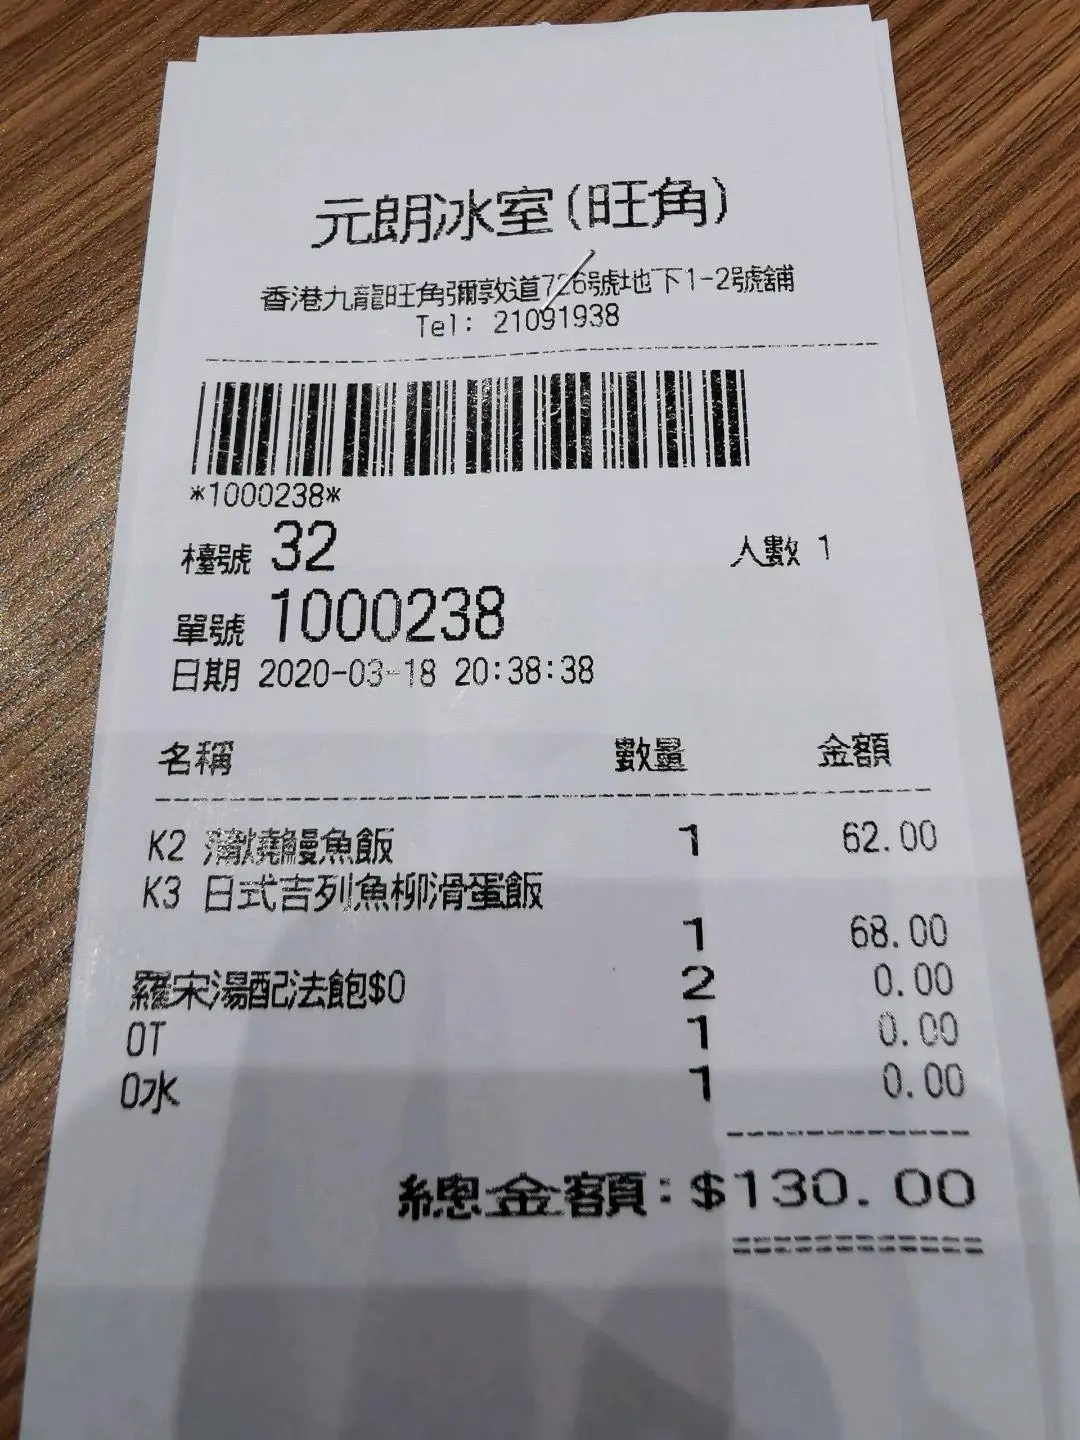 元朗冰室(旺角)
香港九龍旺角彌敦道726號地下1-2號舖
Tel: 21091938
*1000238*
檯號 32 人數 1
單號 1000238
日期 2020-03-18 20:38:38
名稱 數量 金額
K2 蒲燒鰻魚飯 1 62.00
K3 日式吉列魚柳滑蛋飯
1 68.00
羅宋湯配法飽$0 2 0.00
OT 1 0.00
O水 1 0.00
總金額:$130.00